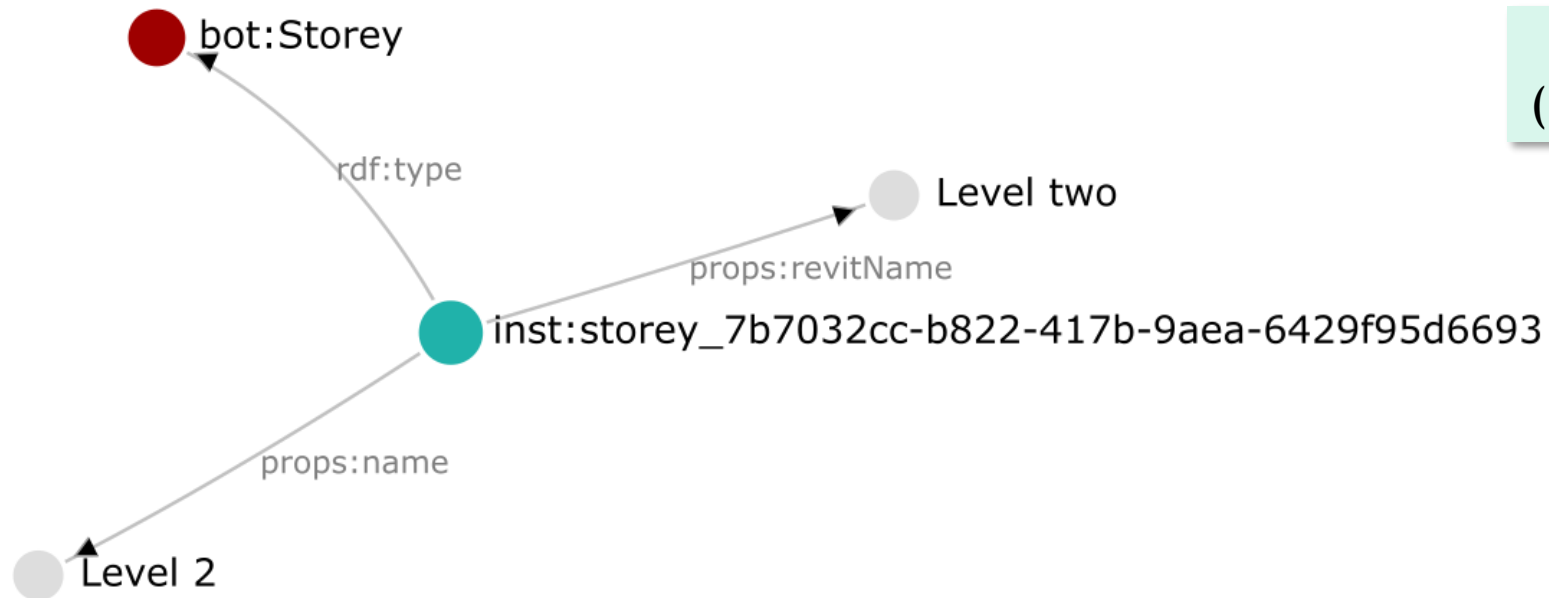 bot:Storey
(
rdf:type
Level two
props:revitName
inst:storey_7b7032cc-b822-417b-9aea-6429f95d6693
props:name
Level 2